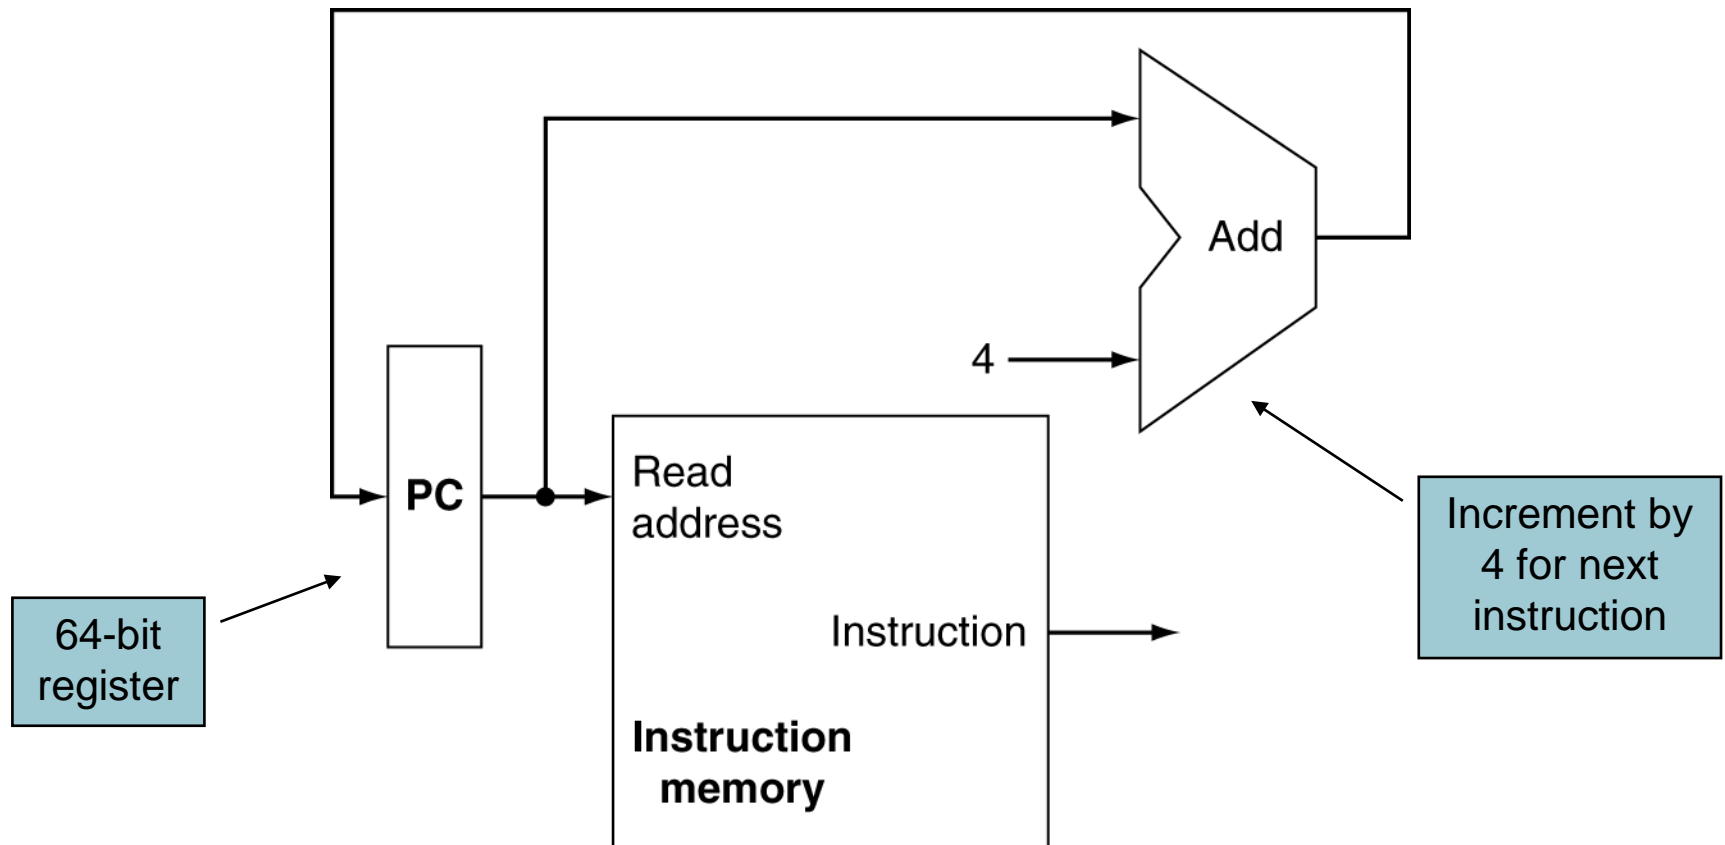 Add
4
PC
Read
address
Instruction
Instruction
memory
64-bit
register
Increment by
4 for next
instruction